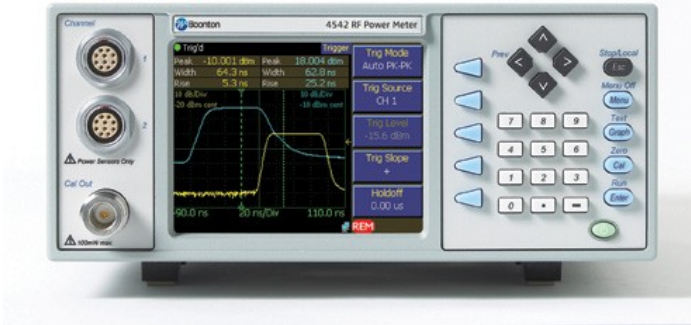 Boonton
4542 RF Power Meter
Channel
1
2
Power Sensors Only
Cal Out
100mW max.
Trig'd
Trigger
Peak -10.001 dBm Peak 18.004 dBm
Width 64.3 ns Width 62.8 ns
Rise 5.3 ns Rise 25.2 ns
10 dB/Div 10 dB/Div
-20 dBm cent -10 dBm cent
-90.0 ns 20 ns/Div 110.0 ns
REM
Trig Mode
Auto PK-PK
Trig Source
CH 1
Trig Level
-15.6 dBm
Trig Slope
+
Holdoff
0.00 us
Prev
Stop/Local
Esc
Menu Off
Menu
Text
Graph
Zero
Cal
Run
Enter
7 8 9
4 5 6
1 2 3
0 • −